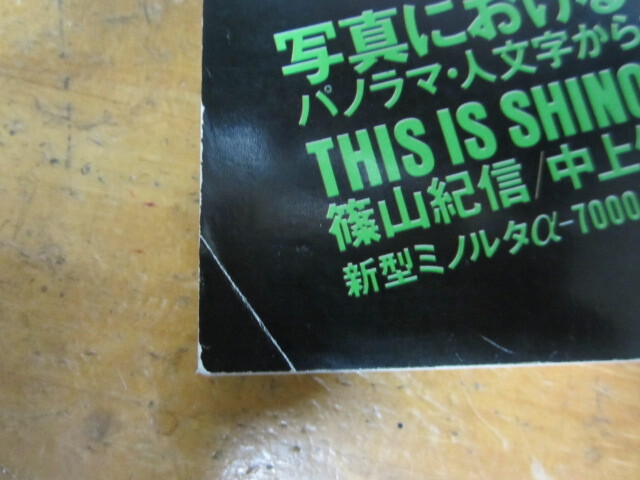 写真における
パノラマ・人文字から
THIS IS SHINO
篠山紀信/中上
新型ミノルタα-7000